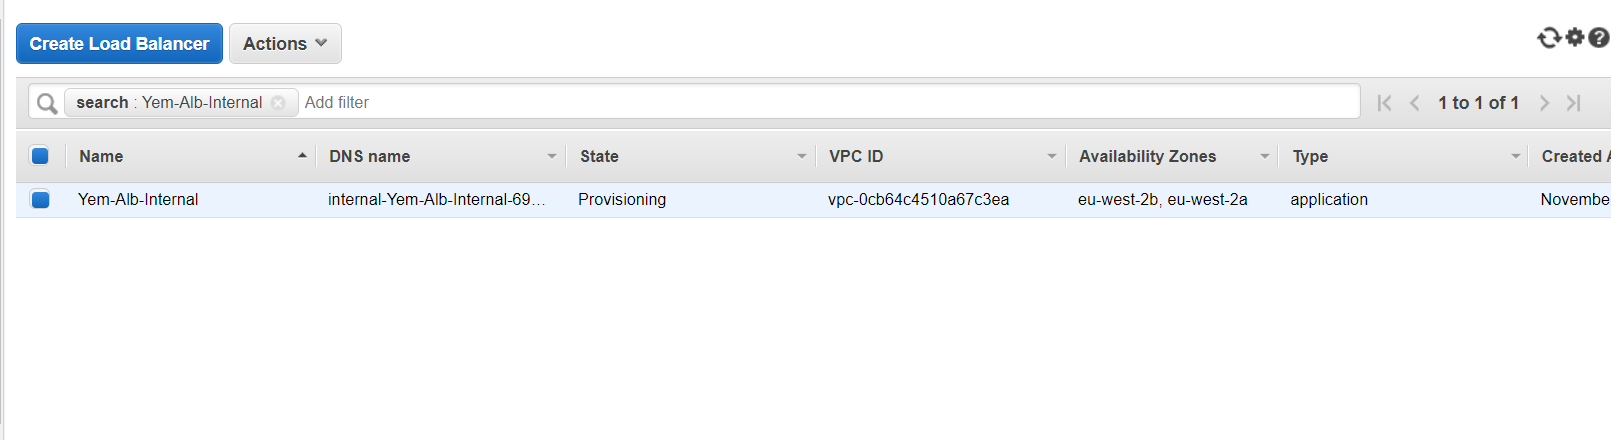 Create Load Balancer Actions
search : Yem-Alb-Internal Add filter 1 to 1 of 1
Name DNS name State VPC ID Availability Zones Type Created A
Yem-Alb-Internal internal-Yem-Alb-Internal-69... Provisioning vpc-0cb64c4510a67c3ea eu-west-2b, eu-west-2a application Novembe